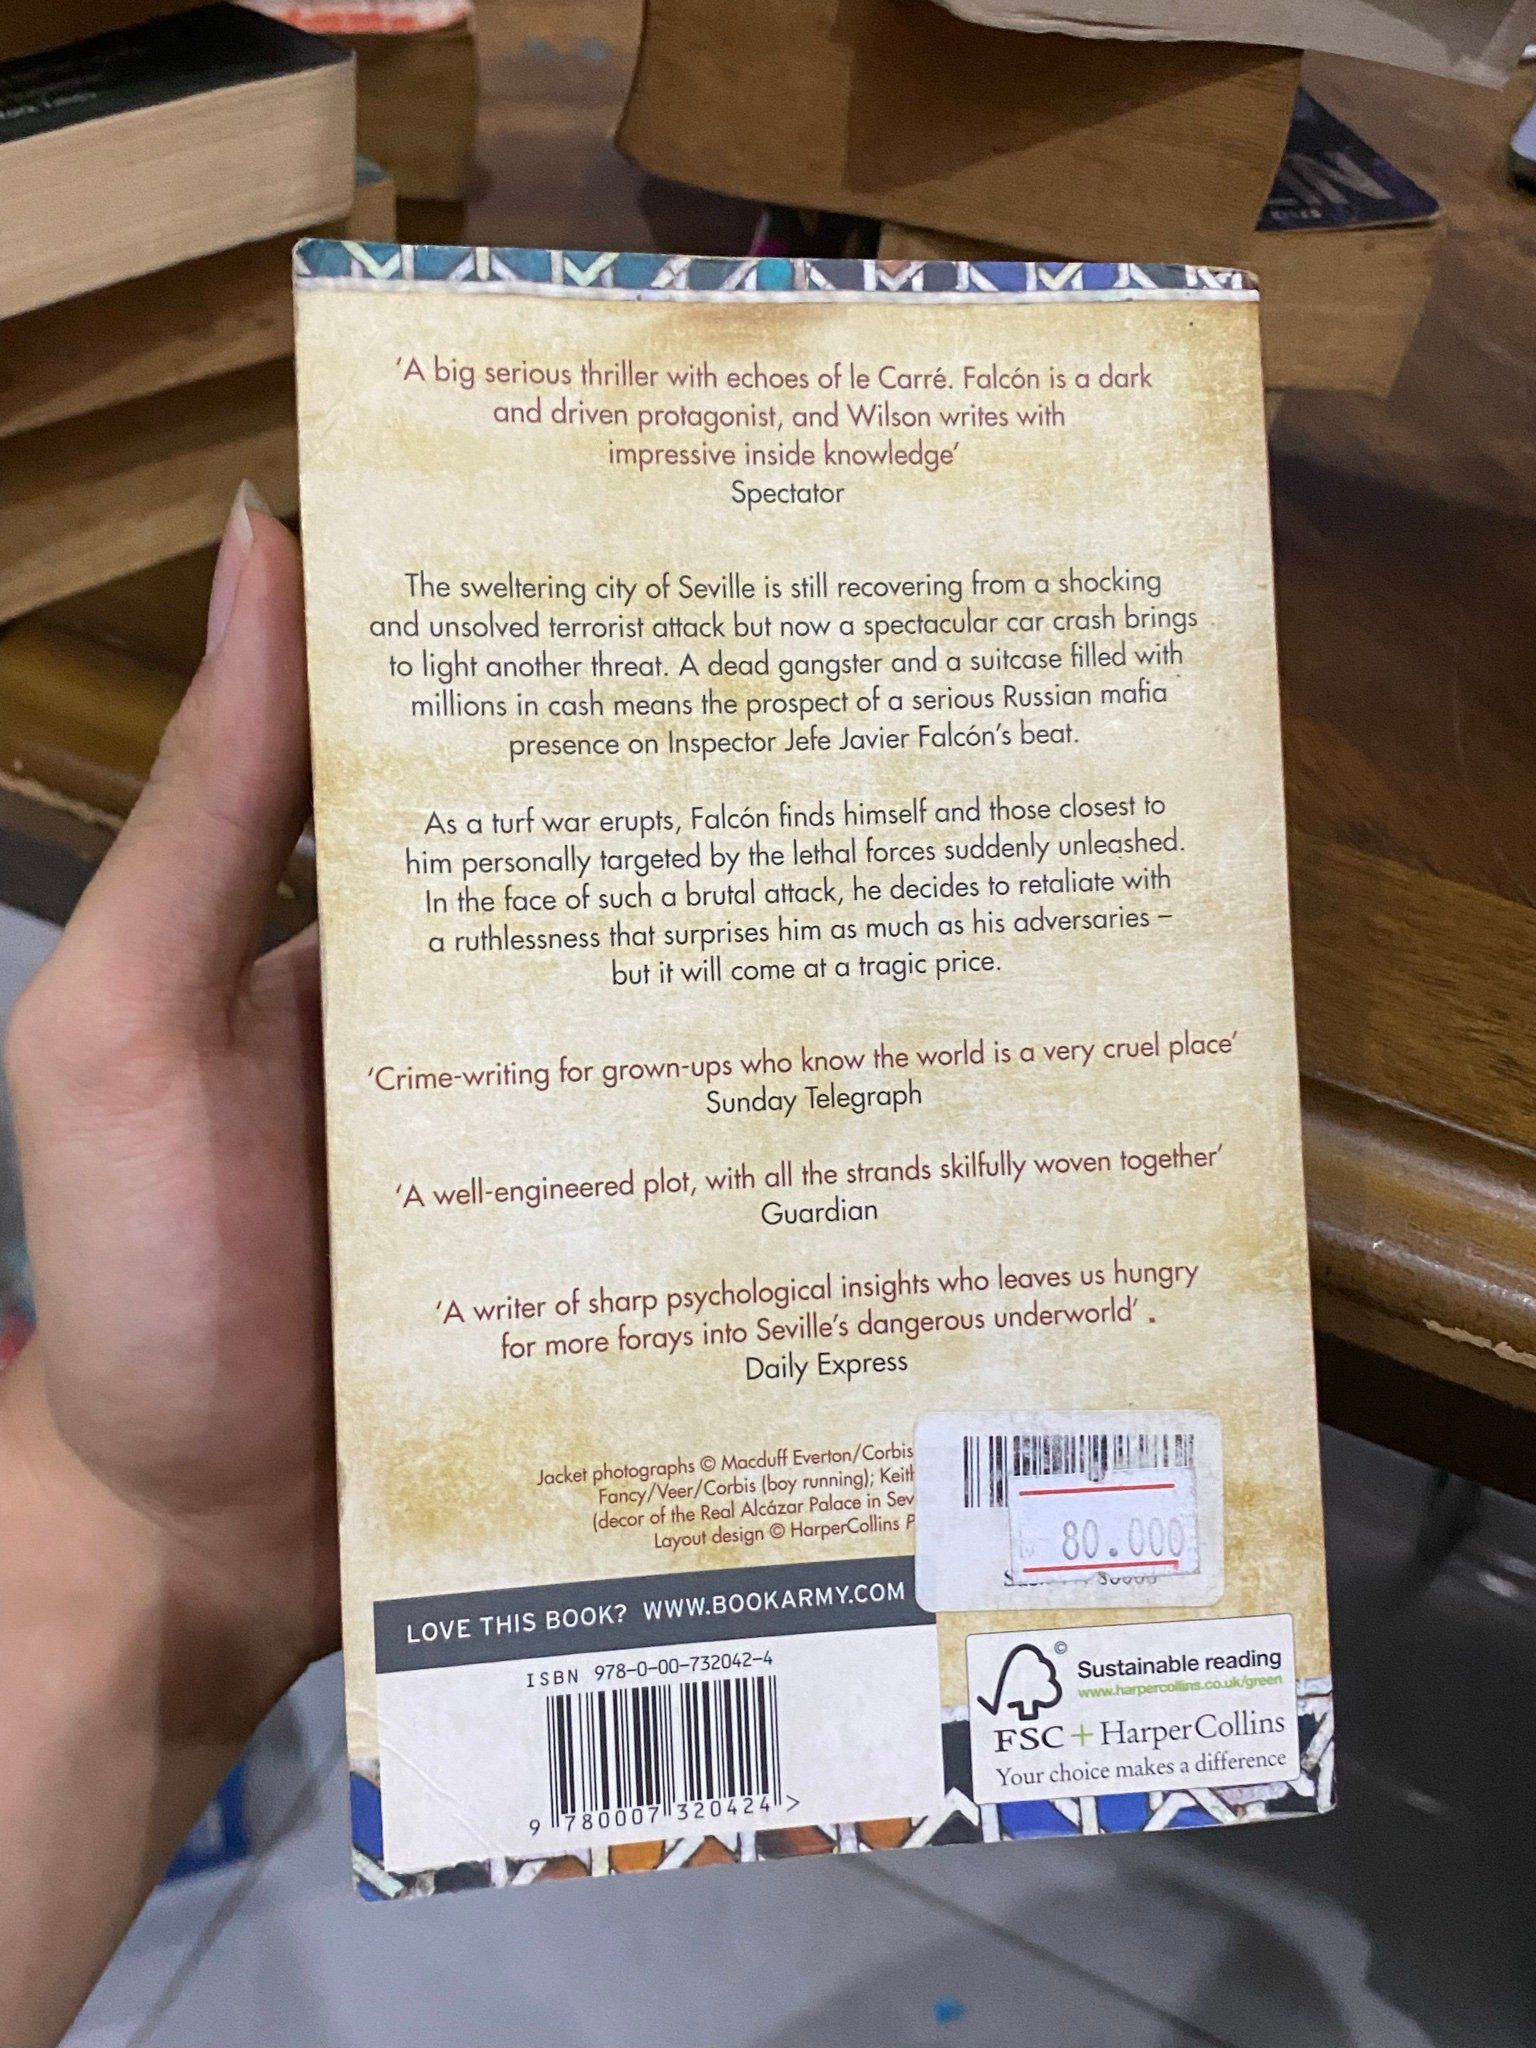 ‘A big serious thriller with echoes of le Carré. Falcón is a dark
and driven protagonist, and Wilson writes with
impressive inside knowledge’
Spectator
The sweltering city of Seville is still recovering from a shocking
and unsolved terrorist attack but now a spectacular car crash brings
to light another threat. A dead gangster and a suitcase filled with
millions in cash means the prospect of a serious Russian mafia
presence on Inspector Jefe Javier Falcón’s beat.
As a turf war erupts, Falcón finds himself and those closest to
him personally targeted by the lethal forces suddenly unleashed.
In the face of such a brutal attack, he decides to retaliate with
a ruthlessness that surprises him as much as his adversaries –
but it will come at a tragic price.
‘Crime-writing for grown-ups who know the world is a very cruel place’
Sunday Telegraph
‘A well-engineered plot, with all the strands skilfully woven together’
Guardian
‘A writer of sharp psychological insights who leaves us hungry
for more forays into Seville’s dangerous underworld’
Daily Express
Jacket photographs © Macduff Everton/Corbis
Fancy/Veer/Corbis (boy running); Keith
(decor of the Real Alcázar Palace in Sev
Layout design © HarperCollins P
80.000
LOVE THIS BOOK? WWW.BOOKARMY.COM
ISBN 978-0-00-732042-4
9 780007 320424 >
©
Sustainable reading
www.harpercollins.co.uk/green
FSC + HarperCollins
Your choice makes a difference